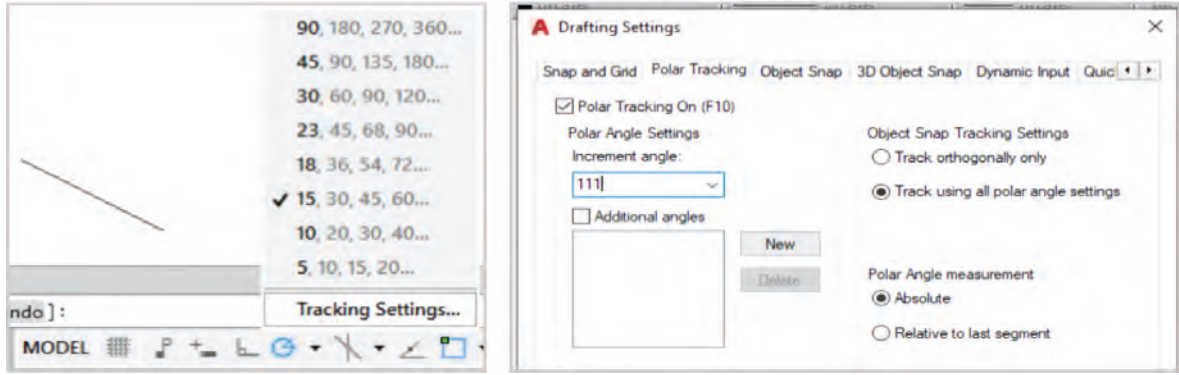 90, 180, 270, 360...
45, 90, 135, 180...
30, 60, 90, 120...
23, 45, 68, 90...
18, 36, 54, 72...
15, 30, 45, 60...
10, 20, 30, 40...
5, 10, 15, 20...
Tracking Settings...
ndo]:
MODEL
A Drafting Settings
Snap and Grid Polar Tracking Object Snap 3D Object Snap Dynamic Input Quic
Polar Tracking On (F10)
Polar Angle Settings
Increment angle:
111
Additional angles
New
Delete
Object Snap Tracking Settings
Track orthogonally only
Track using all polar angle settings
Polar Angle measurement
Absolute
Relative to last segment